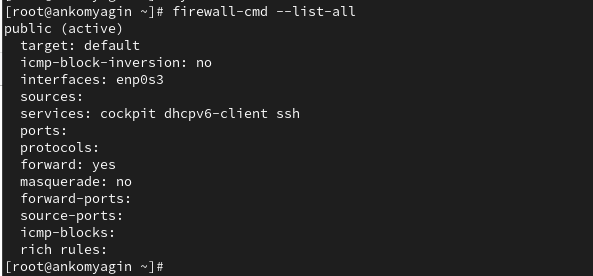 [root@ankomyagin ~]# firewall-cmd --list-all
public (active)
  target: default
  icmp-block-inversion: no
  interfaces: enp0s3
  sources:
  services: cockpit dhcpv6-client ssh
  ports:
  protocols:
  forward: yes
  masquerade: no
  forward-ports:
  source-ports:
  icmp-blocks:
  rich rules:
[root@ankomyagin ~]#